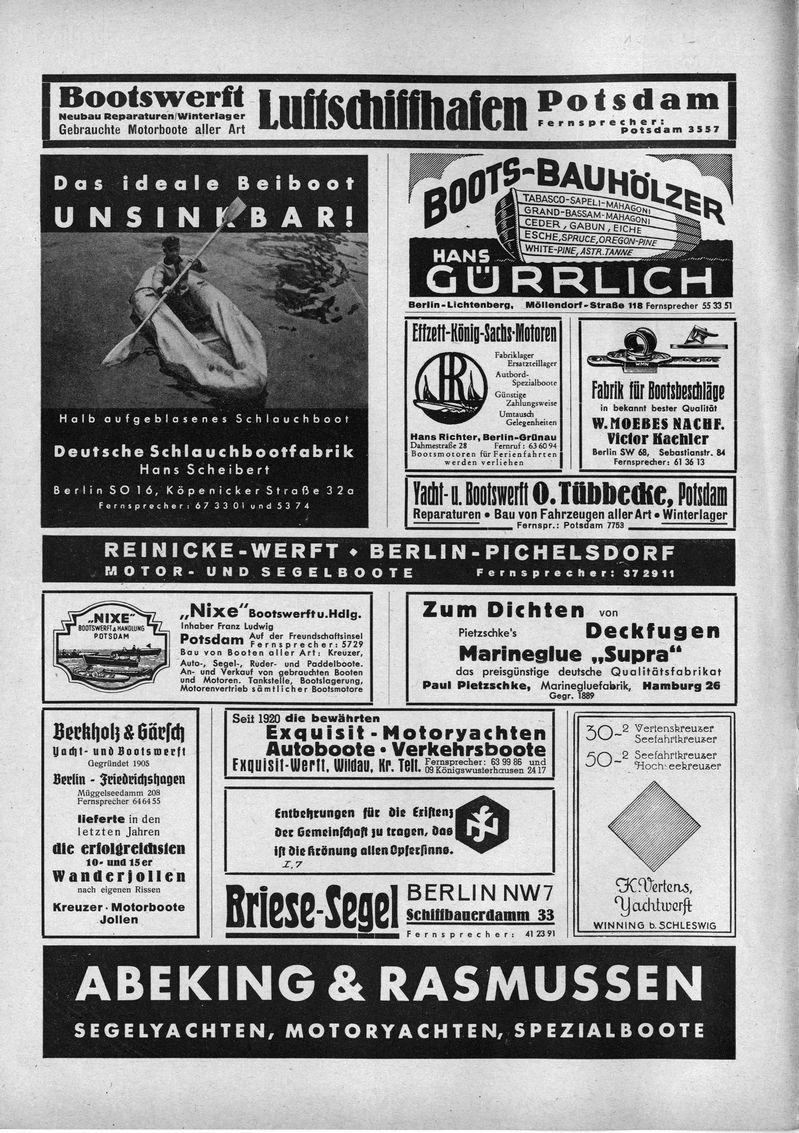 Bootswerft
Neubau Reparaturen/Winterlager
Gebrauchte Motorboote aller Art
Luftschiffhafen
Potsdam
Fernsprecher:
Potsdam 3557
Das ideale Beiboot
UNSINKBAR!
Halb aufgeblasenes Schlauchboot
Deutsche Schlauchbootfabrik
Hans Scheibert
Berlin SO 16, Köpenicker Straße 32a
Fernsprecher: 67 33 01 und 53 74
BOOTS-BAUHÖLZER
TABASCO-SAPELI-MAHAGONI
GRAND-BASSAM-MAHAGONI
CEDER, GABUN, EICHE
ESCHE, SPRUCE, OREGON-PINE
WHITE-PINE, ASTR. TANNE
HANS
GÜRRLICH
Berlin-Lichtenberg, Möllendorf-Straße 118 Fernsprecher 55 33 51
Effzett-König-Sachs-Motoren
HR
Fabriklager
Ersatzteillager
Autbord-
Spezialboote
Günstige
Zahlungsweise
Umtausch
Gelegenheiten
Hans Richter, Berlin-Grünau
Dahmestraße 28 Fernruf: 63 60 94
Bootsmotoren für Ferienfahrten
werden verliehen
WMN
Fabrik für Bootsbeschläge
in bekannt bester Qualität
W. MOEBES NACHF.
Victor Kaehler
Berlin SW 68, Sebastianstr. 84
Fernsprecher: 61 36 13
Yacht- u. Bootswerft O. Tübbecke, Potsdam
Reparaturen • Bau von Fahrzeugen aller Art • Winterlager
Fernspr.: Potsdam 7753
REINICKE-WERFT • BERLIN-PICHELSDORF
MOTOR- UND SEGELBOOTE Fernsprecher: 37 29 11
„NIXE"
BOOTSWERFT & HANDLUNG
POTSDAM
„Nixe" Bootswerft u. Hdlg.
Inhaber Franz Ludwig
Potsdam Auf der Freundschaftsinsel
Fernsprecher: 5729
Bau von Booten aller Art: Kreuzer,
Auto-, Segel-, Ruder- und Paddelboote.
An- und Verkauf von gebrauchten Booten
und Motoren. Tankstelle, Bootslagerung,
Motorenvertrieb sämtlicher Bootsmotore
Zum Dichten von
Pietzschke's Deckfugen
Marineglue „Supra"
das preisgünstige deutsche Qualitätsfabrikat
Paul Pietzschke, Marinegluefabrik, Hamburg 26
Gegr. 1889
Berkholz & Gärsch
Yacht- und Bootswerft
Gegründet 1905
Berlin - Friedrichshagen
Müggelseedamm 208
Fernsprecher 64 64 55
lieferte in den
letzten Jahren
die erfolgreichsten
10- und 15er
Wanderjollen
nach eigenen Rissen
Kreuzer · Motorboote
Jollen
Seit 1920 die bewährten
Exquisit - Motoryachten
Autoboote • Verkehrsboote
Exquisit-Werft, Wildau, Kr. Telt. Fernsprecher: 63 99 86 und
09 Königswusterhausen 24 17
Entbehrungen für die Existenz
der Gemeinschaft zu tragen, das
ist die Krönung allen Opfersinns.
I, 7
Briese-Segel
BERLIN NW 7
Schiffbauerdamm 33
Fernsprecher: 41 23 91
30-² Vertenskreuzer
Seefahrtkreuzer
50-² Seefahrtkreuzer
Hochseekreuzer
K. Vertens,
Yachtwerft
WINNING b. SCHLESWIG
ABEKING & RASMUSSEN
SEGELYACHTEN, MOTORYACHTEN, SPEZIALBOOTE